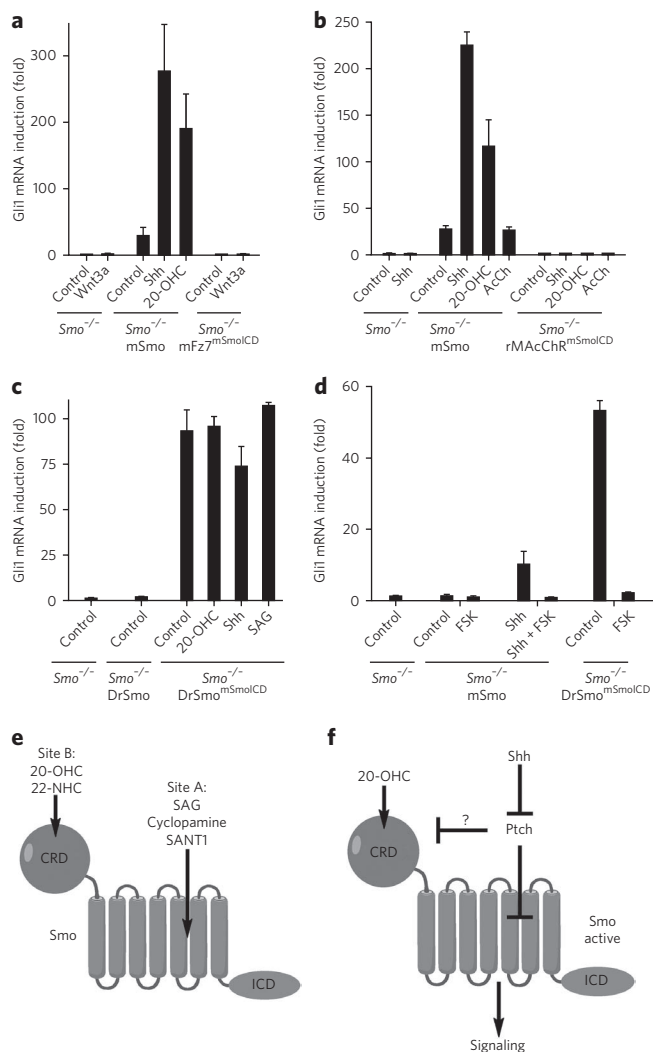 a
Gli1 mRNA induction (fold)
300
200
100
0
Control
Wnt3a
Control
Shh
20-OHC
Control
Wnt3a
Smo−/−
Smo−/−
mSmo
Smo−/−
mFz7mSmoICD
b
Gli1 mRNA induction (fold)
250
200
150
100
50
0
Control
Shh
Control
Shh
20-OHC
AcCh
Control
Shh
20-OHC
AcCh
Smo−/−
Smo−/−
mSmo
Smo−/−
rMAcChRmSmoICD
c
Gli1 mRNA induction (fold)
100
75
50
25
0
Control
Control
Control
20-OHC
Shh
SAG
Smo−/−
Smo−/−
DrSmo
Smo−/−
DrSmomSmoICD
d
Gli1 mRNA induction (fold)
60
40
20
0
Control
Control
FSK
Shh
Shh + FSK
Control
FSK
Smo−/−
Smo−/−
mSmo
Smo−/−
DrSmomSmoICD
e
Site B:
20-OHC
22-NHC
Site A:
SAG
Cyclopamine
SANT1
CRD
Smo
ICD
f
Shh
20-OHC
?
Ptch
CRD
Smo
active
ICD
Signaling